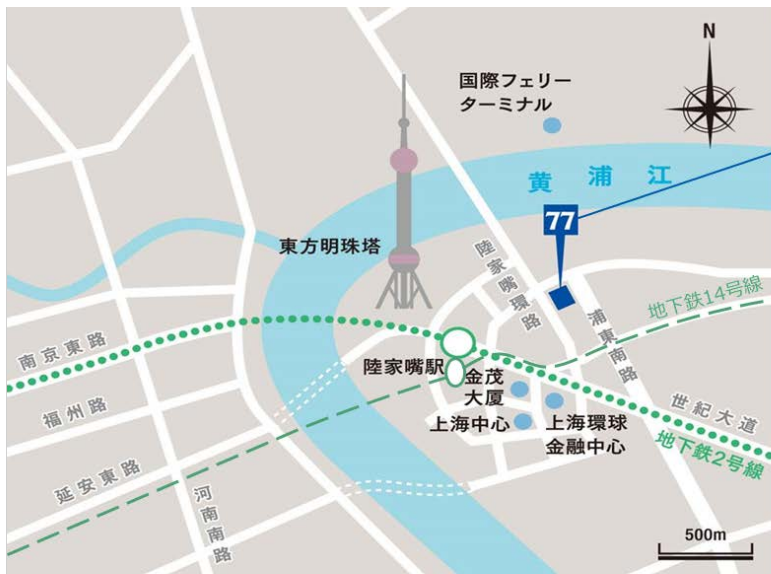 N
国際フェリー
ターミナル
黄浦江
77
東方明珠塔
陸家嘴環路
地下鉄14号線
浦東南路
南京東路
陸家嘴駅
金茂
大厦
福州路
上海中心
上海環球
金融中心
世紀大道
地下鉄2号線
延安東路
河南南路
500m